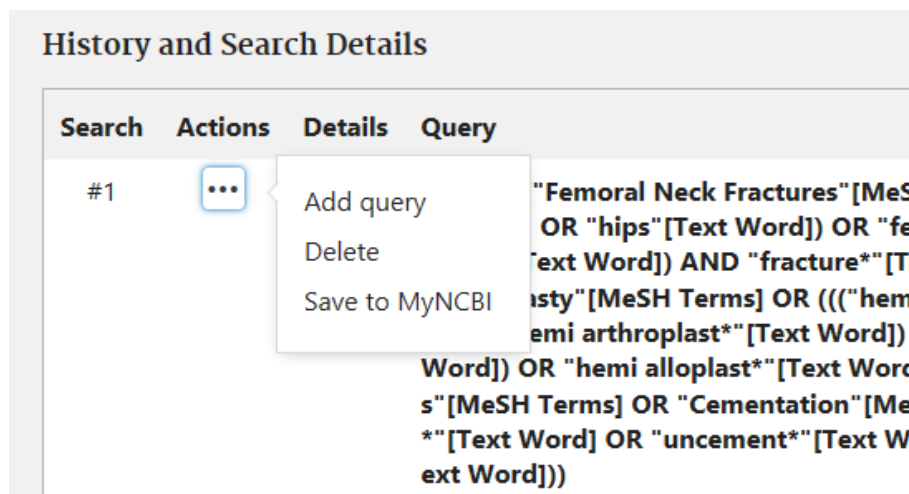 History and Search Details
Search Actions Details Query
#1 ••• "Femoral Neck Fractures"[MeS
Add query OR "hips"[Text Word]) OR "fe
Delete Text Word]) AND "fracture*"[T
Save to MyNCBI asty"[MeSH Terms] OR ((("hem
emi arthroplast*"[Text Word])
Word]) OR "hemi alloplast*"[Text Word
s"[MeSH Terms] OR "Cementation"[Me
*"[Text Word] OR "uncement*"[Text W
ext Word]))